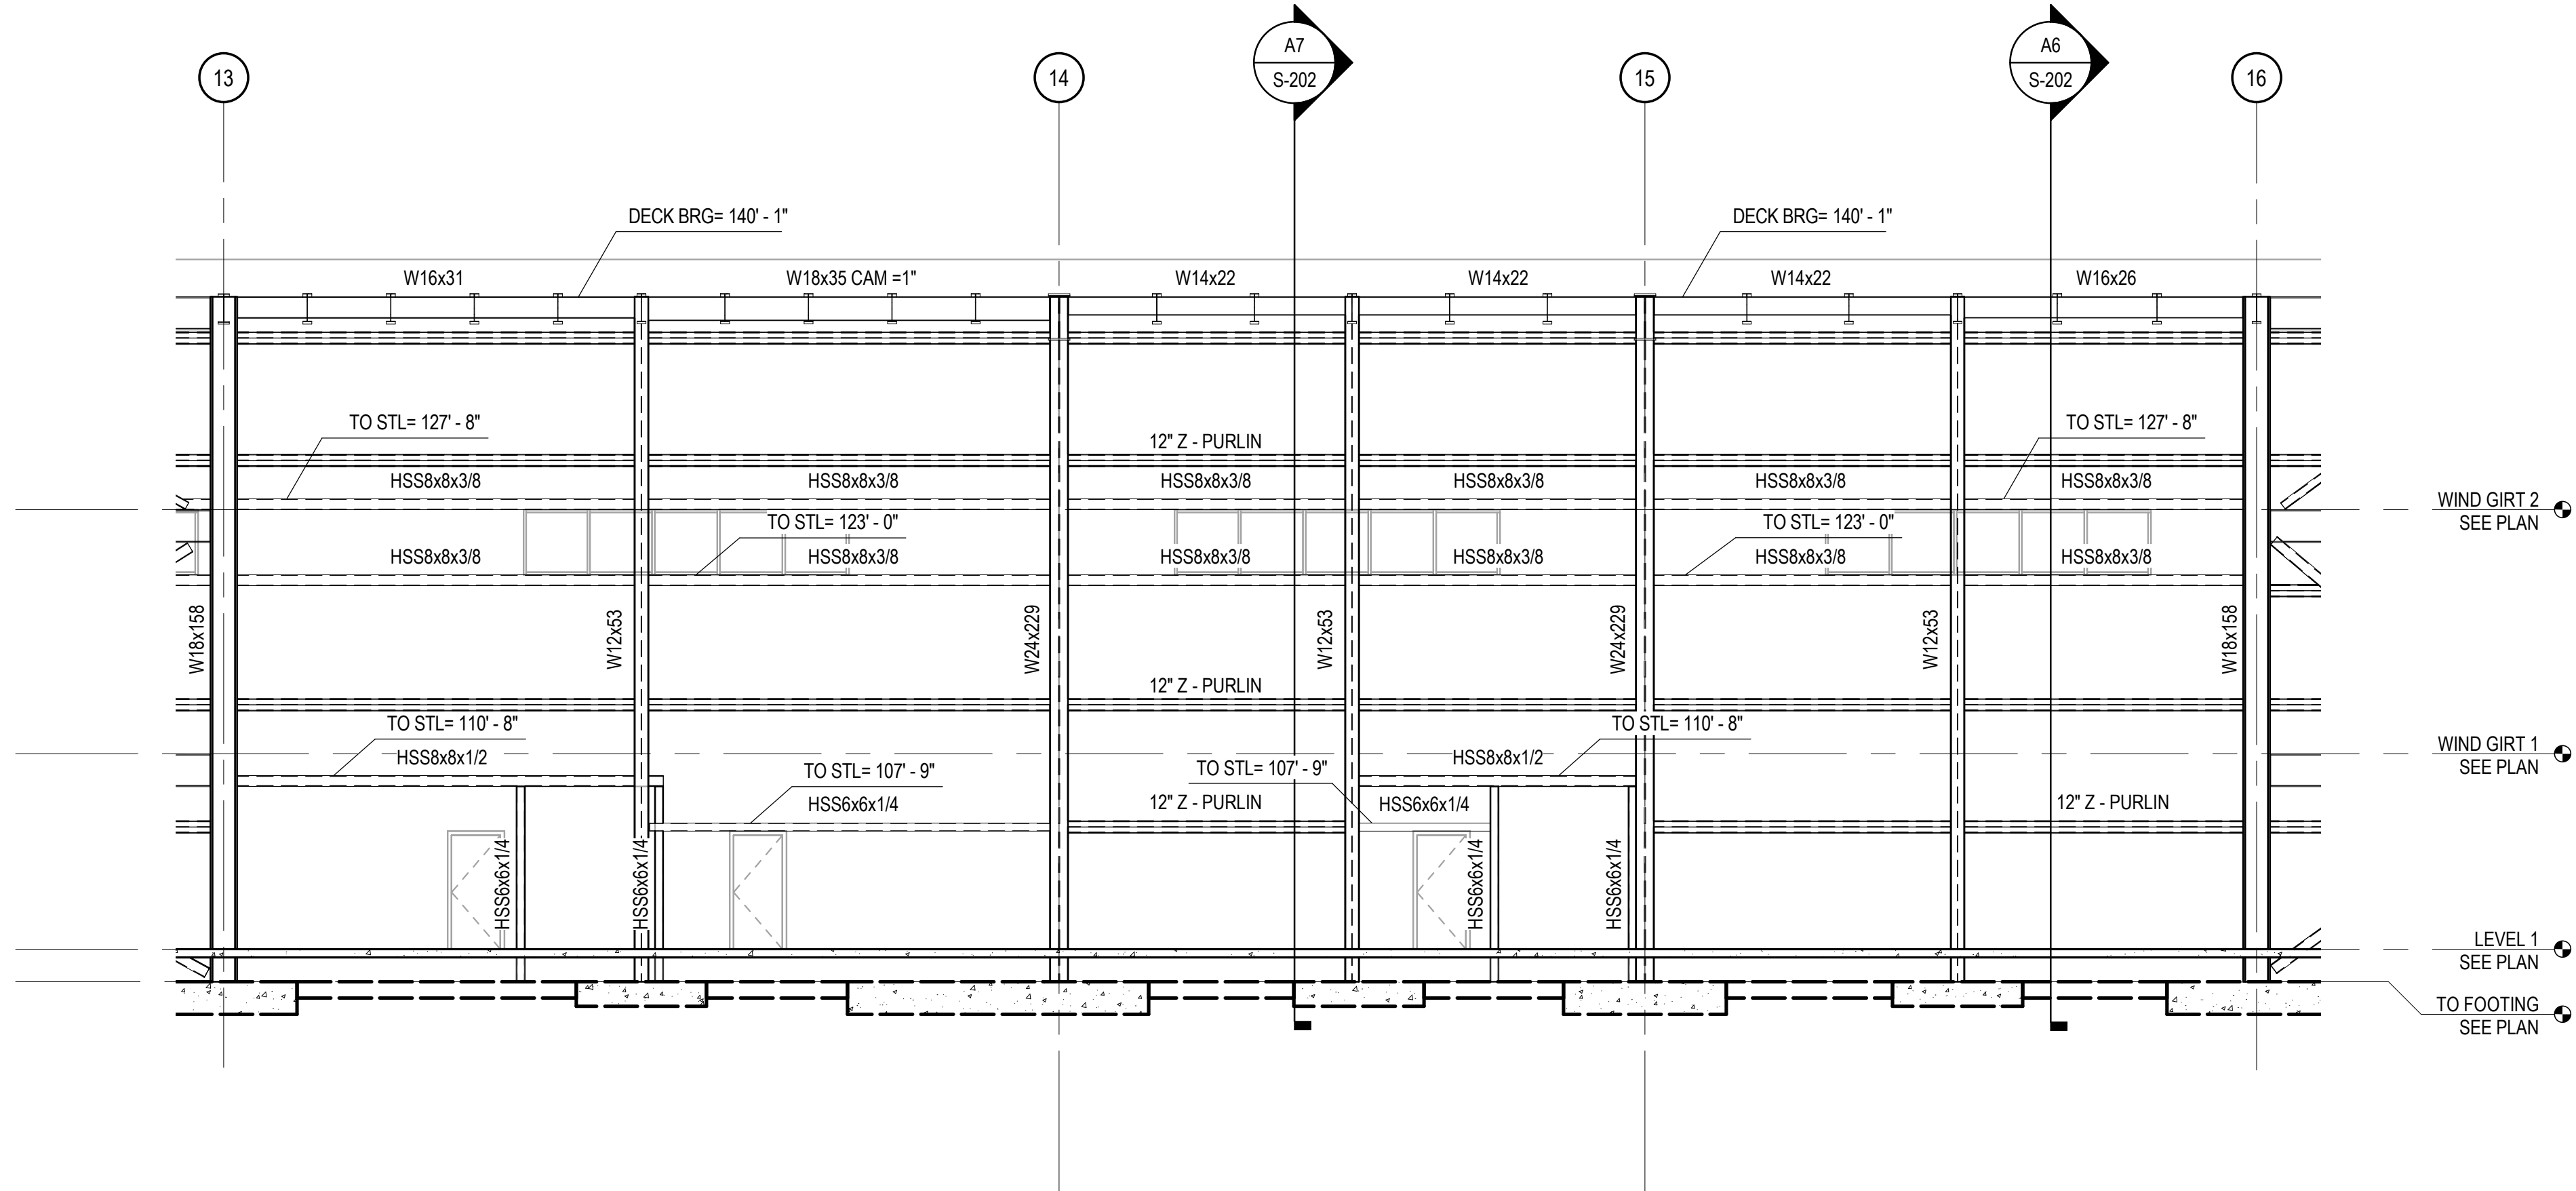 A7
A6
13
14
S-202
15
S-202
16
DECK BRG= 140' - 1"
DECK BRG= 140' - 1"
W16x31
W18x35 CAM =1"
W14x22
W14x22
W14x22
W16x26
TO STL= 127' - 8"
TO STL= 127' - 8"
12" Z - PURLIN
HSS8x8x3/8
HSS8x8x3/8
HSS8x8x3/8
HSS8x8x3/8
HSS8x8x3/8
HSS8x8x3/8
WIND GIRT 2
SEE PLAN
TO STL= 123' - 0"
TO STL= 123' - 0"
HSS8x8x3/8
HSS8x8x3/8
HSS8x8x3/8
HSS8x8x3/8
HSS8x8x3/8
HSS8x8x3/8
W18x158
W12x53
W24x229
W12x53
W24x229
W12x53
W18x158
12" Z - PURLIN
TO STL= 110' - 8"
TO STL= 110' - 8"
HSS8x8x1/2
HSS8x8x1/2
WIND GIRT 1
SEE PLAN
TO STL= 107' - 9"
TO STL= 107' - 9"
HSS6x6x1/4
12" Z - PURLIN
HSS6x6x1/4
12" Z - PURLIN
HSS6x6x1/4
HSS6x6x1/4
HSS6x6x1/4
HSS6x6x1/4
LEVEL 1
SEE PLAN
TO FOOTING
SEE PLAN